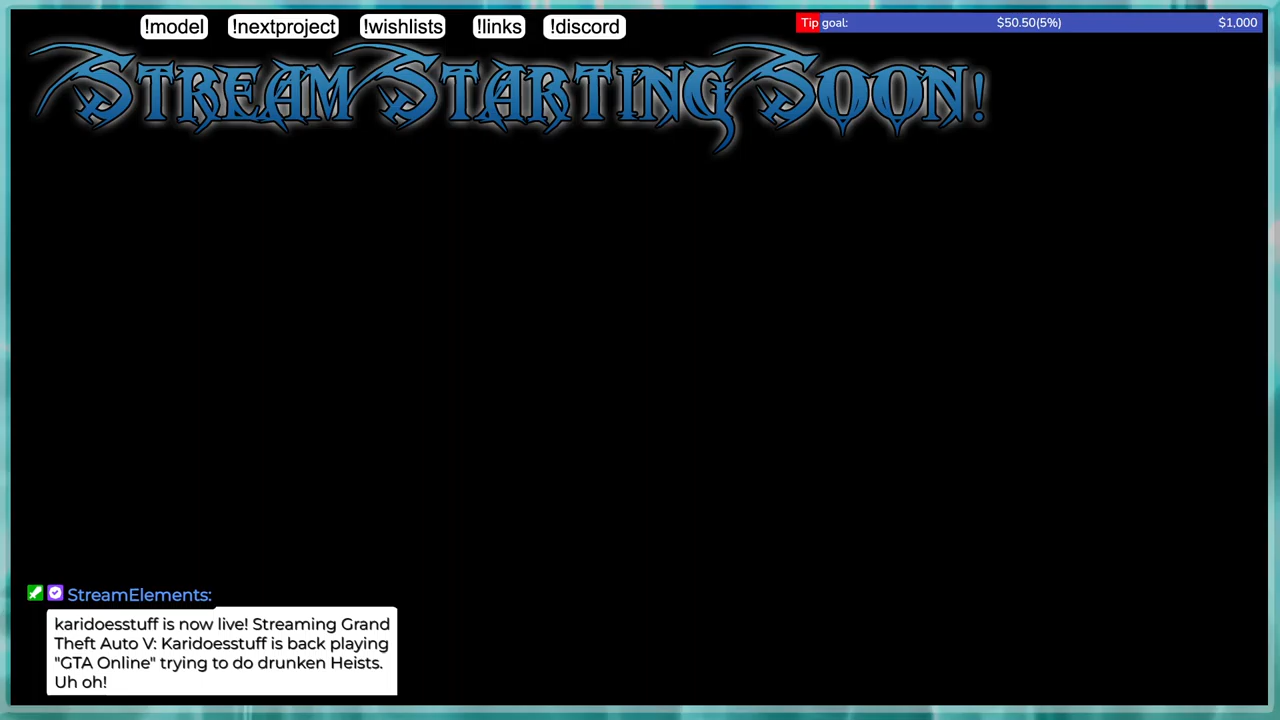 !model !nextproject !wishlists !links !discord
Tip goal: $50.50(5%) $1,000
Stream Starting Soon!
StreamElements:
karidoesstuff is now live! Streaming Grand
Theft Auto V: Karidoesstuff is back playing
"GTA Online" trying to do drunken Heists.
Uh oh!